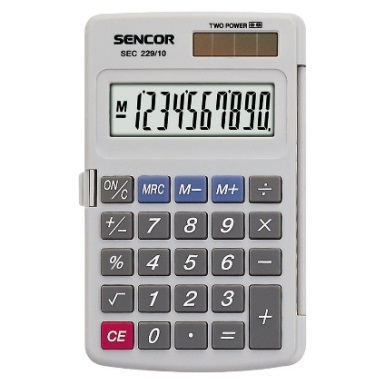 SENCOR
TWO POWER
SEC 229/10
M
-1234567890.
ON/C MRC M− M+ ÷
+/− 7 8 9 ×
% 4 5 6 −
√ 1 2 3 +
CE 0 · =